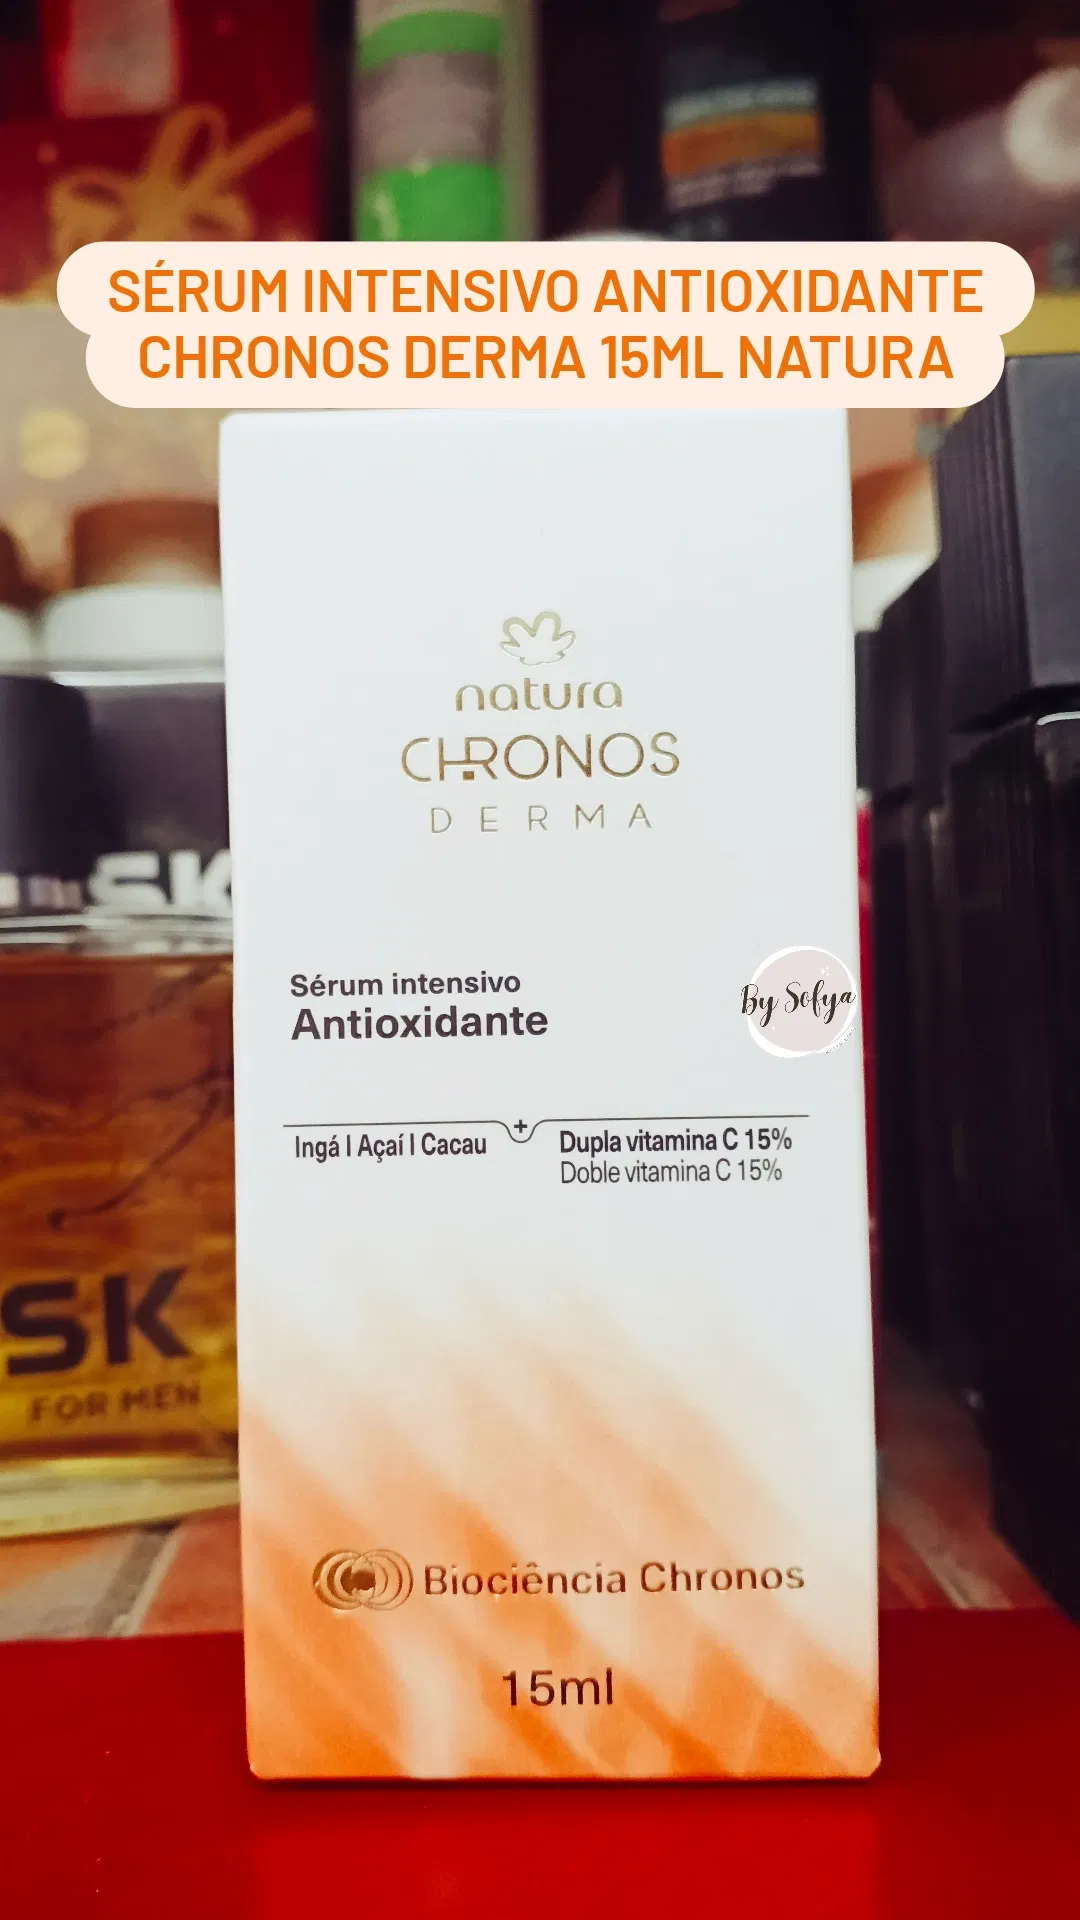 SÉRUM INTENSIVO ANTIOXIDANTE
CHRONOS DERMA 15ML NATURA
natura
CHRONOS
DERMA
Sérum intensivo
Antioxidante
By Sofya
Ingá | Açaí | Cacau
+
Dupla vitamina C 15%
Doble vitamina C 15%
SK
SK
FOR MEN
Biociência Chronos
15ml